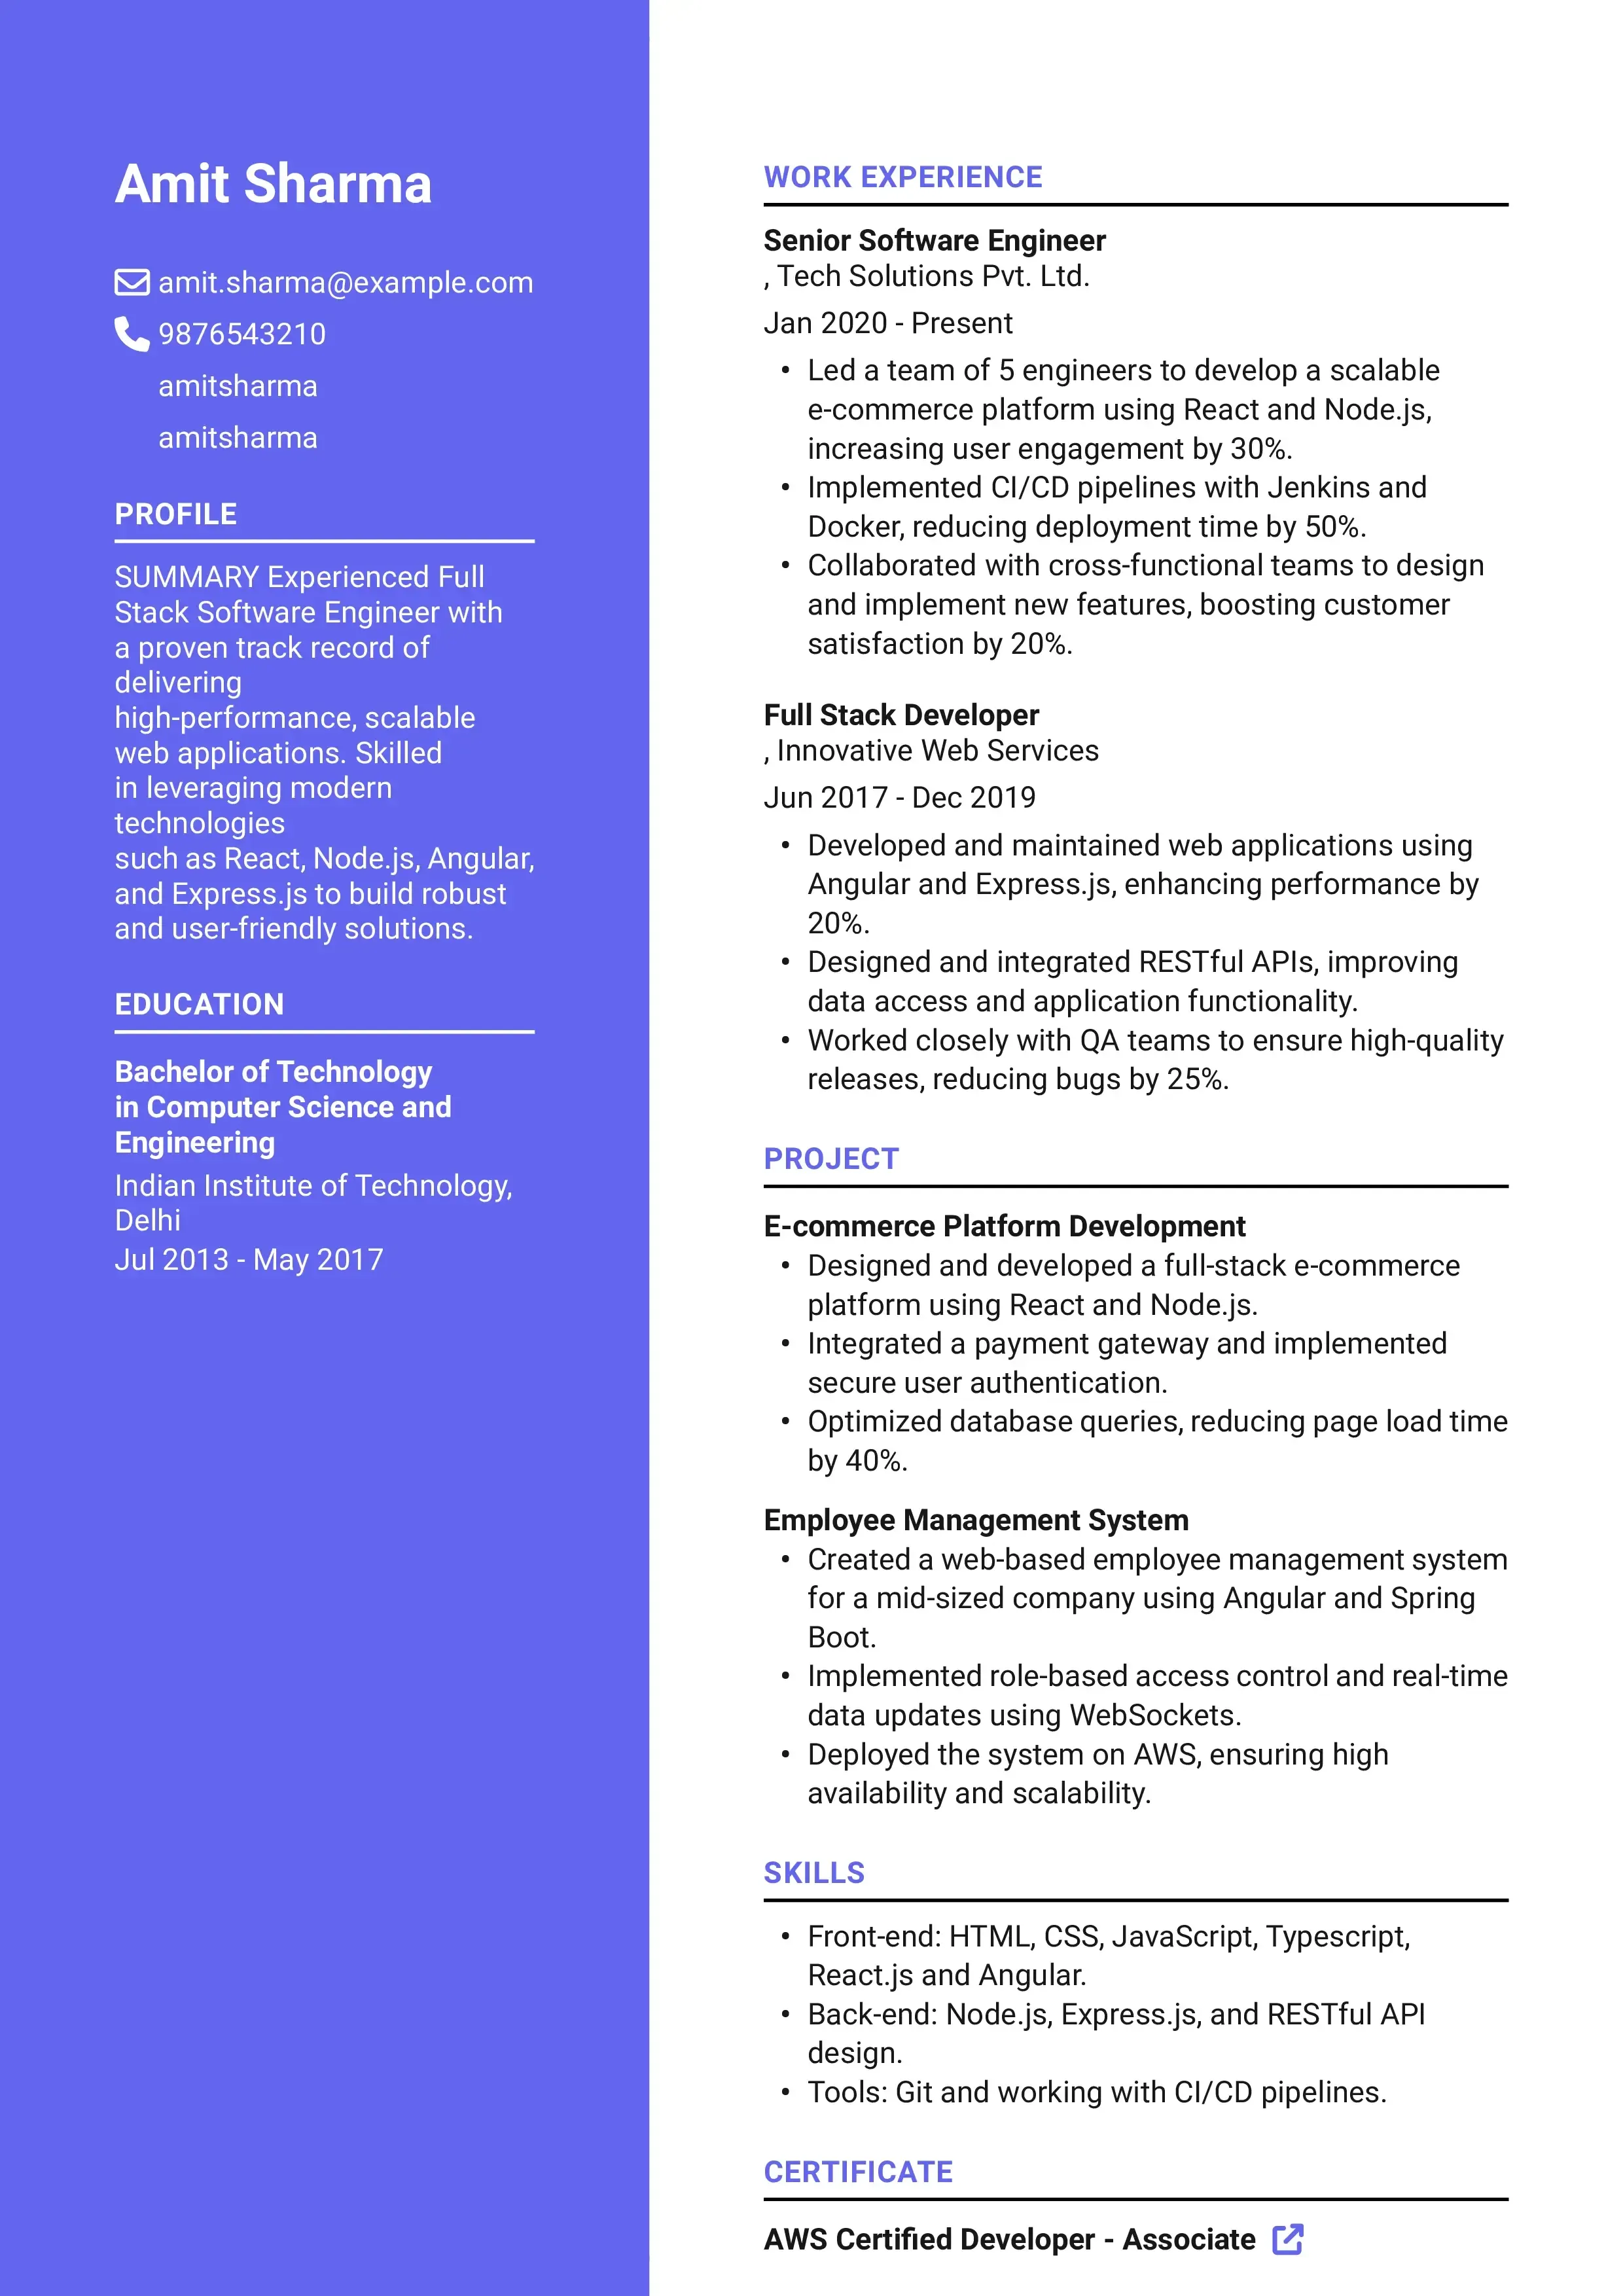 Amit Sharma
amit.sharma@example.com
9876543210
amitsharma
amitsharma
PROFILE
SUMMARY Experienced Full
Stack Software Engineer with
a proven track record of
delivering
high-performance, scalable
web applications. Skilled
in leveraging modern
technologies
such as React, Node.js, Angular,
and Express.js to build robust
and user-friendly solutions.
EDUCATION
Bachelor of Technology
in Computer Science and
Engineering
Indian Institute of Technology,
Delhi
Jul 2013 - May 2017
WORK EXPERIENCE
Senior Software Engineer
, Tech Solutions Pvt. Ltd.
Jan 2020 - Present
• Led a team of 5 engineers to develop a scalable
e-commerce platform using React and Node.js,
increasing user engagement by 30%.
• Implemented CI/CD pipelines with Jenkins and
Docker, reducing deployment time by 50%.
• Collaborated with cross-functional teams to design
and implement new features, boosting customer
satisfaction by 20%.
Full Stack Developer
, Innovative Web Services
Jun 2017 - Dec 2019
• Developed and maintained web applications using
Angular and Express.js, enhancing performance by
20%.
• Designed and integrated RESTful APIs, improving
data access and application functionality.
• Worked closely with QA teams to ensure high-quality
releases, reducing bugs by 25%.
PROJECT
E-commerce Platform Development
• Designed and developed a full-stack e-commerce
platform using React and Node.js.
• Integrated a payment gateway and implemented
secure user authentication.
• Optimized database queries, reducing page load time
by 40%.
Employee Management System
• Created a web-based employee management system
for a mid-sized company using Angular and Spring
Boot.
• Implemented role-based access control and real-time
data updates using WebSockets.
• Deployed the system on AWS, ensuring high
availability and scalability.
SKILLS
• Front-end: HTML, CSS, JavaScript, Typescript,
React.js and Angular.
• Back-end: Node.js, Express.js, and RESTful API
design.
• Tools: Git and working with CI/CD pipelines.
CERTIFICATE
AWS Certified Developer - Associate